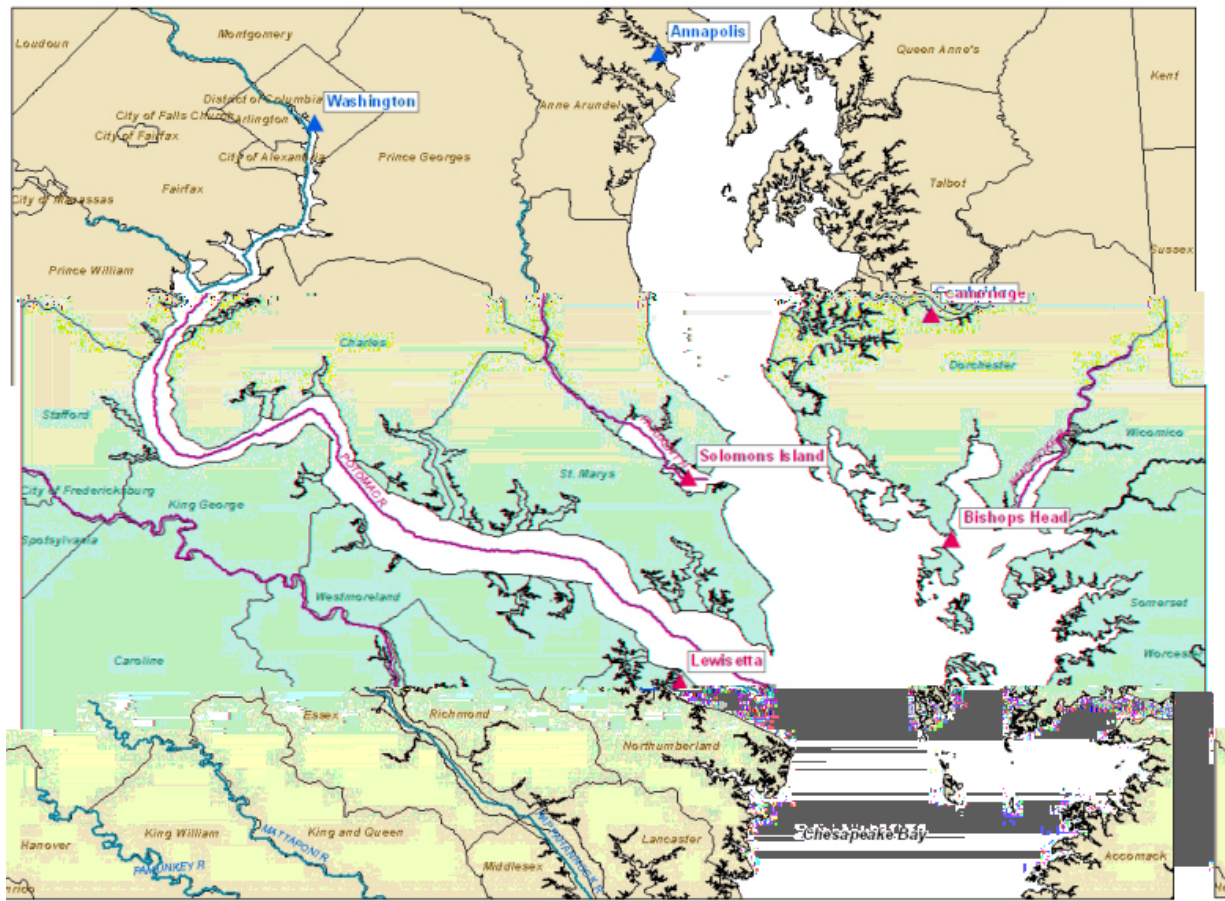 Loudoun
Montgomery
Annapolis
Queen Anne's
Kent
District of Columbia
Washington
City of Falls Church
Arlington
Anne Arundel
City of Fairfax
City of Alexandria
Prince Georges
Fairfax
Talbot
City of Manassas
Sussex
Prince William
Charles
Dorchester
Stafford
Wicomico
Solomons Island
St. Marys
POTOMAC R
City of Fredericksburg
King George
Bishops Head
Spotsylvania
Westmoreland
Somerset
Caroline
Lewisetta
Essex
Richmond
Northumberland
King William
King and Queen
MATTAPONI R
Lancaster
Chesapeake Bay
Hanover
PAMONKEY R
Middlesex
Accomack